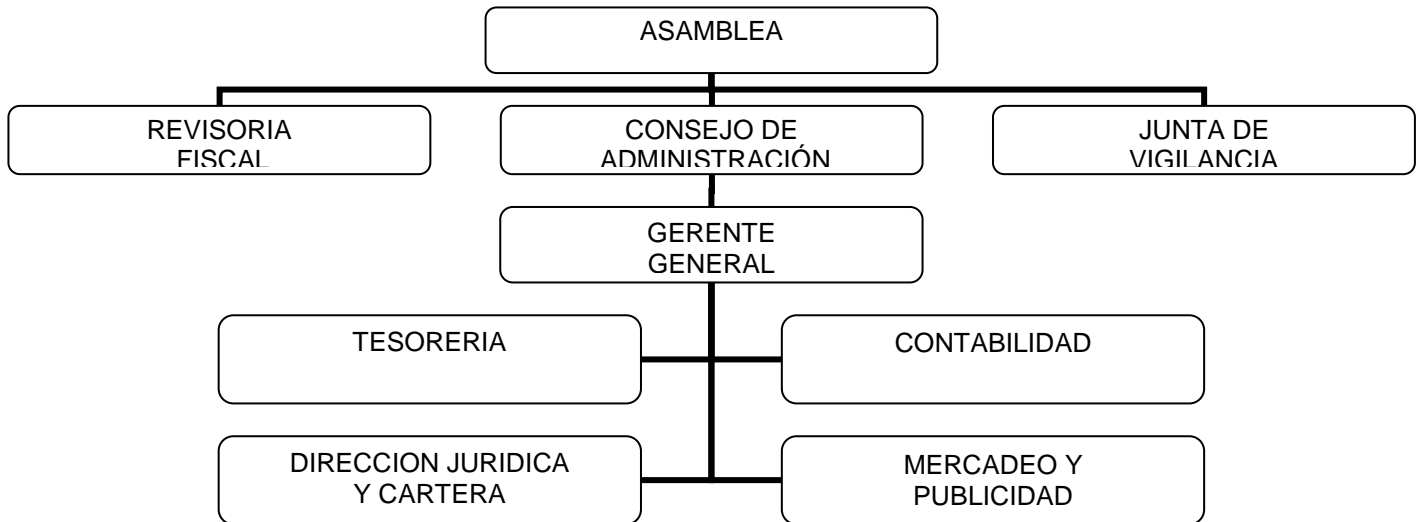 ASAMBLEA
REVISORIA
FISCAL
CONSEJO DE
ADMINISTRACIÓN
JUNTA DE
VIGILANCIA
GERENTE
GENERAL
TESORERIA
CONTABILIDAD
DIRECCION JURIDICA
Y CARTERA
MERCADEO Y
PUBLICIDAD